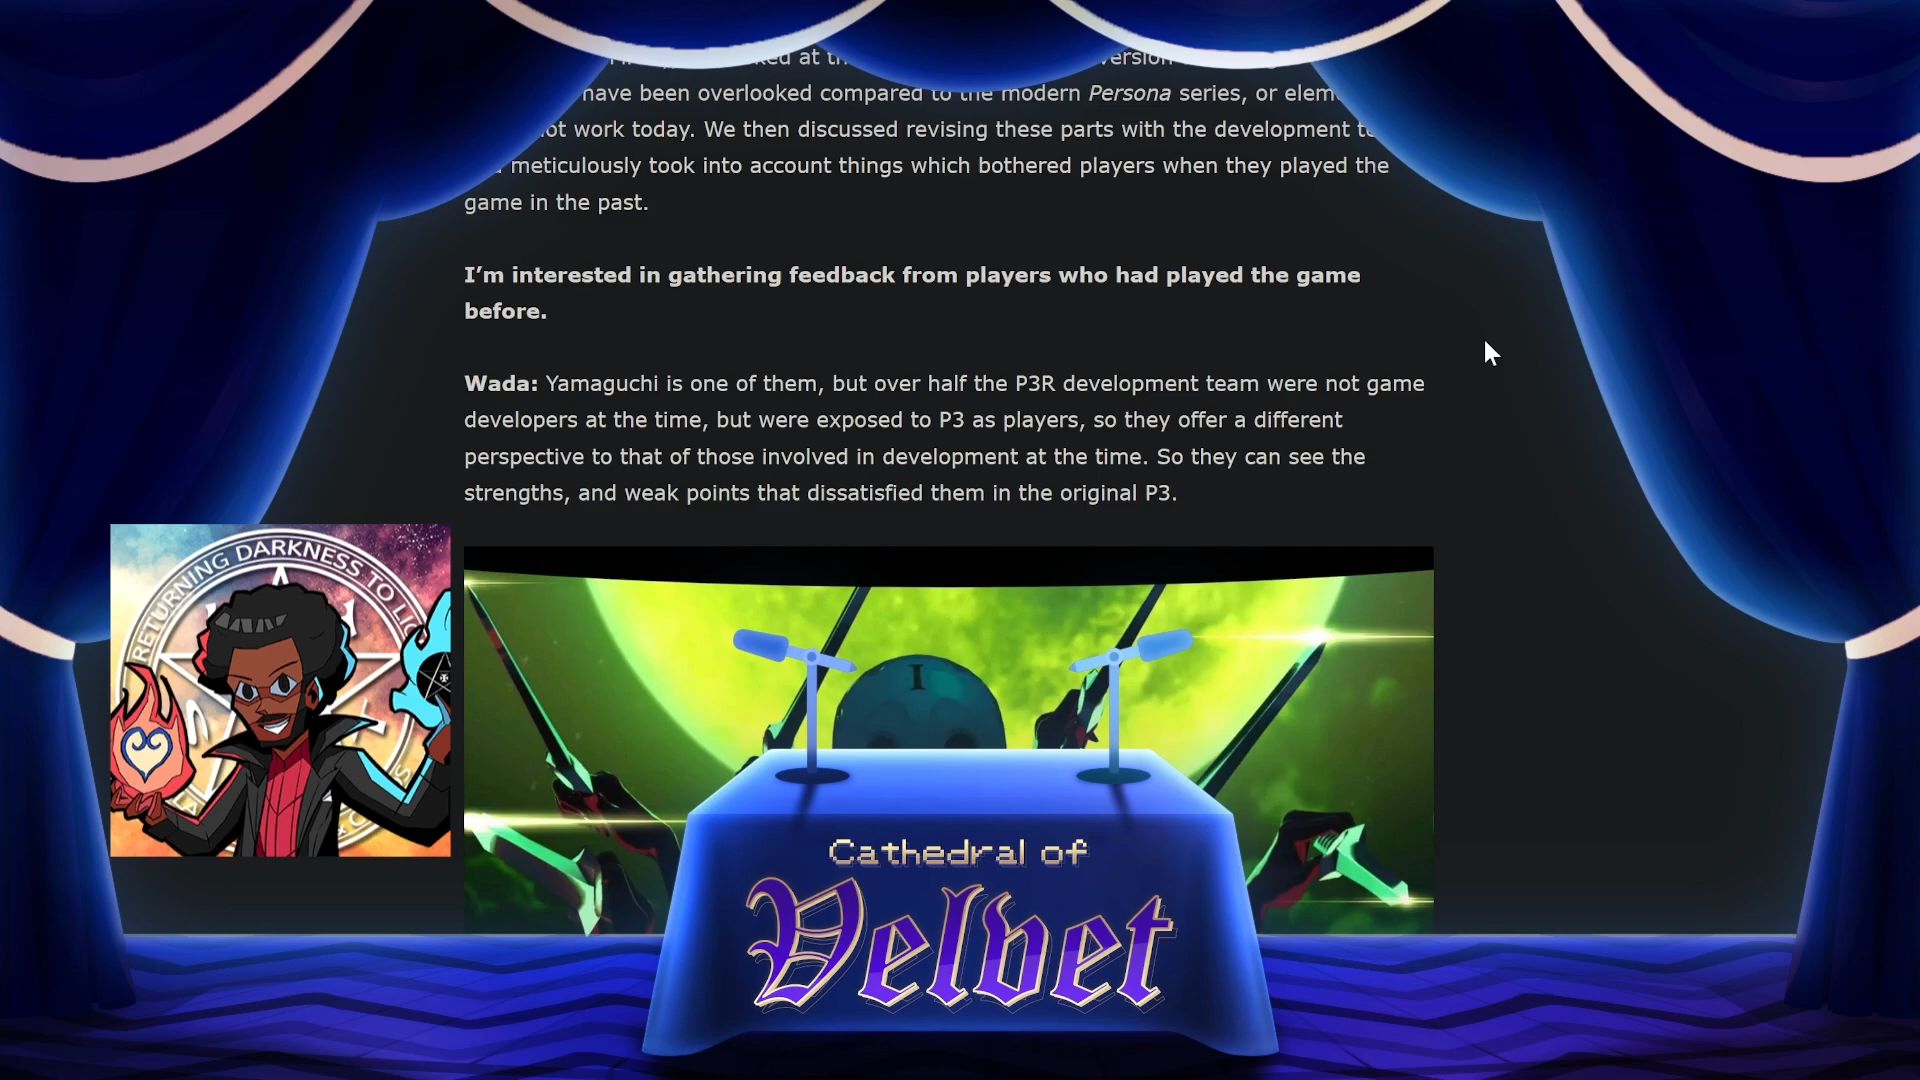 at
have been overlooked compared to the modern Persona series, or
not work today. We then discussed revising these parts with the development
meticulously took into account things which bothered players when they played the
game in the past.
I’m interested in gathering feedback from players who had played the game
before.
Wada: Yamaguchi is one of them, but over half the P3R development team were not game
developers at the time, but were exposed to P3 as players, so they offer a different
perspective to that of those involved in development at the time. So they can see the
strengths, and weak points that dissatisfied them in the original P3.
RETURNING DARKNESS TO
I
Cathedral of
Velvet